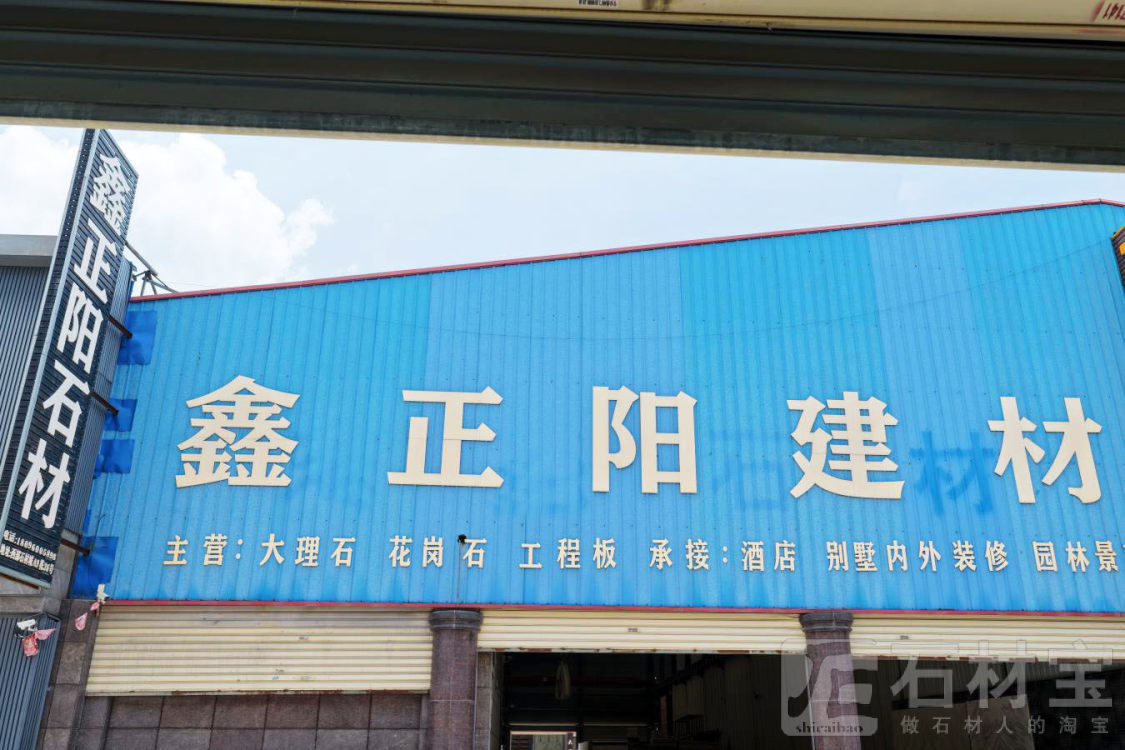 鑫正阳石材
鑫正阳建材
主营：大理石 花岗石 工程板 承接：酒店 别墅内外装修 园林景
石材宝
做石材人的淘宝
shicaibao